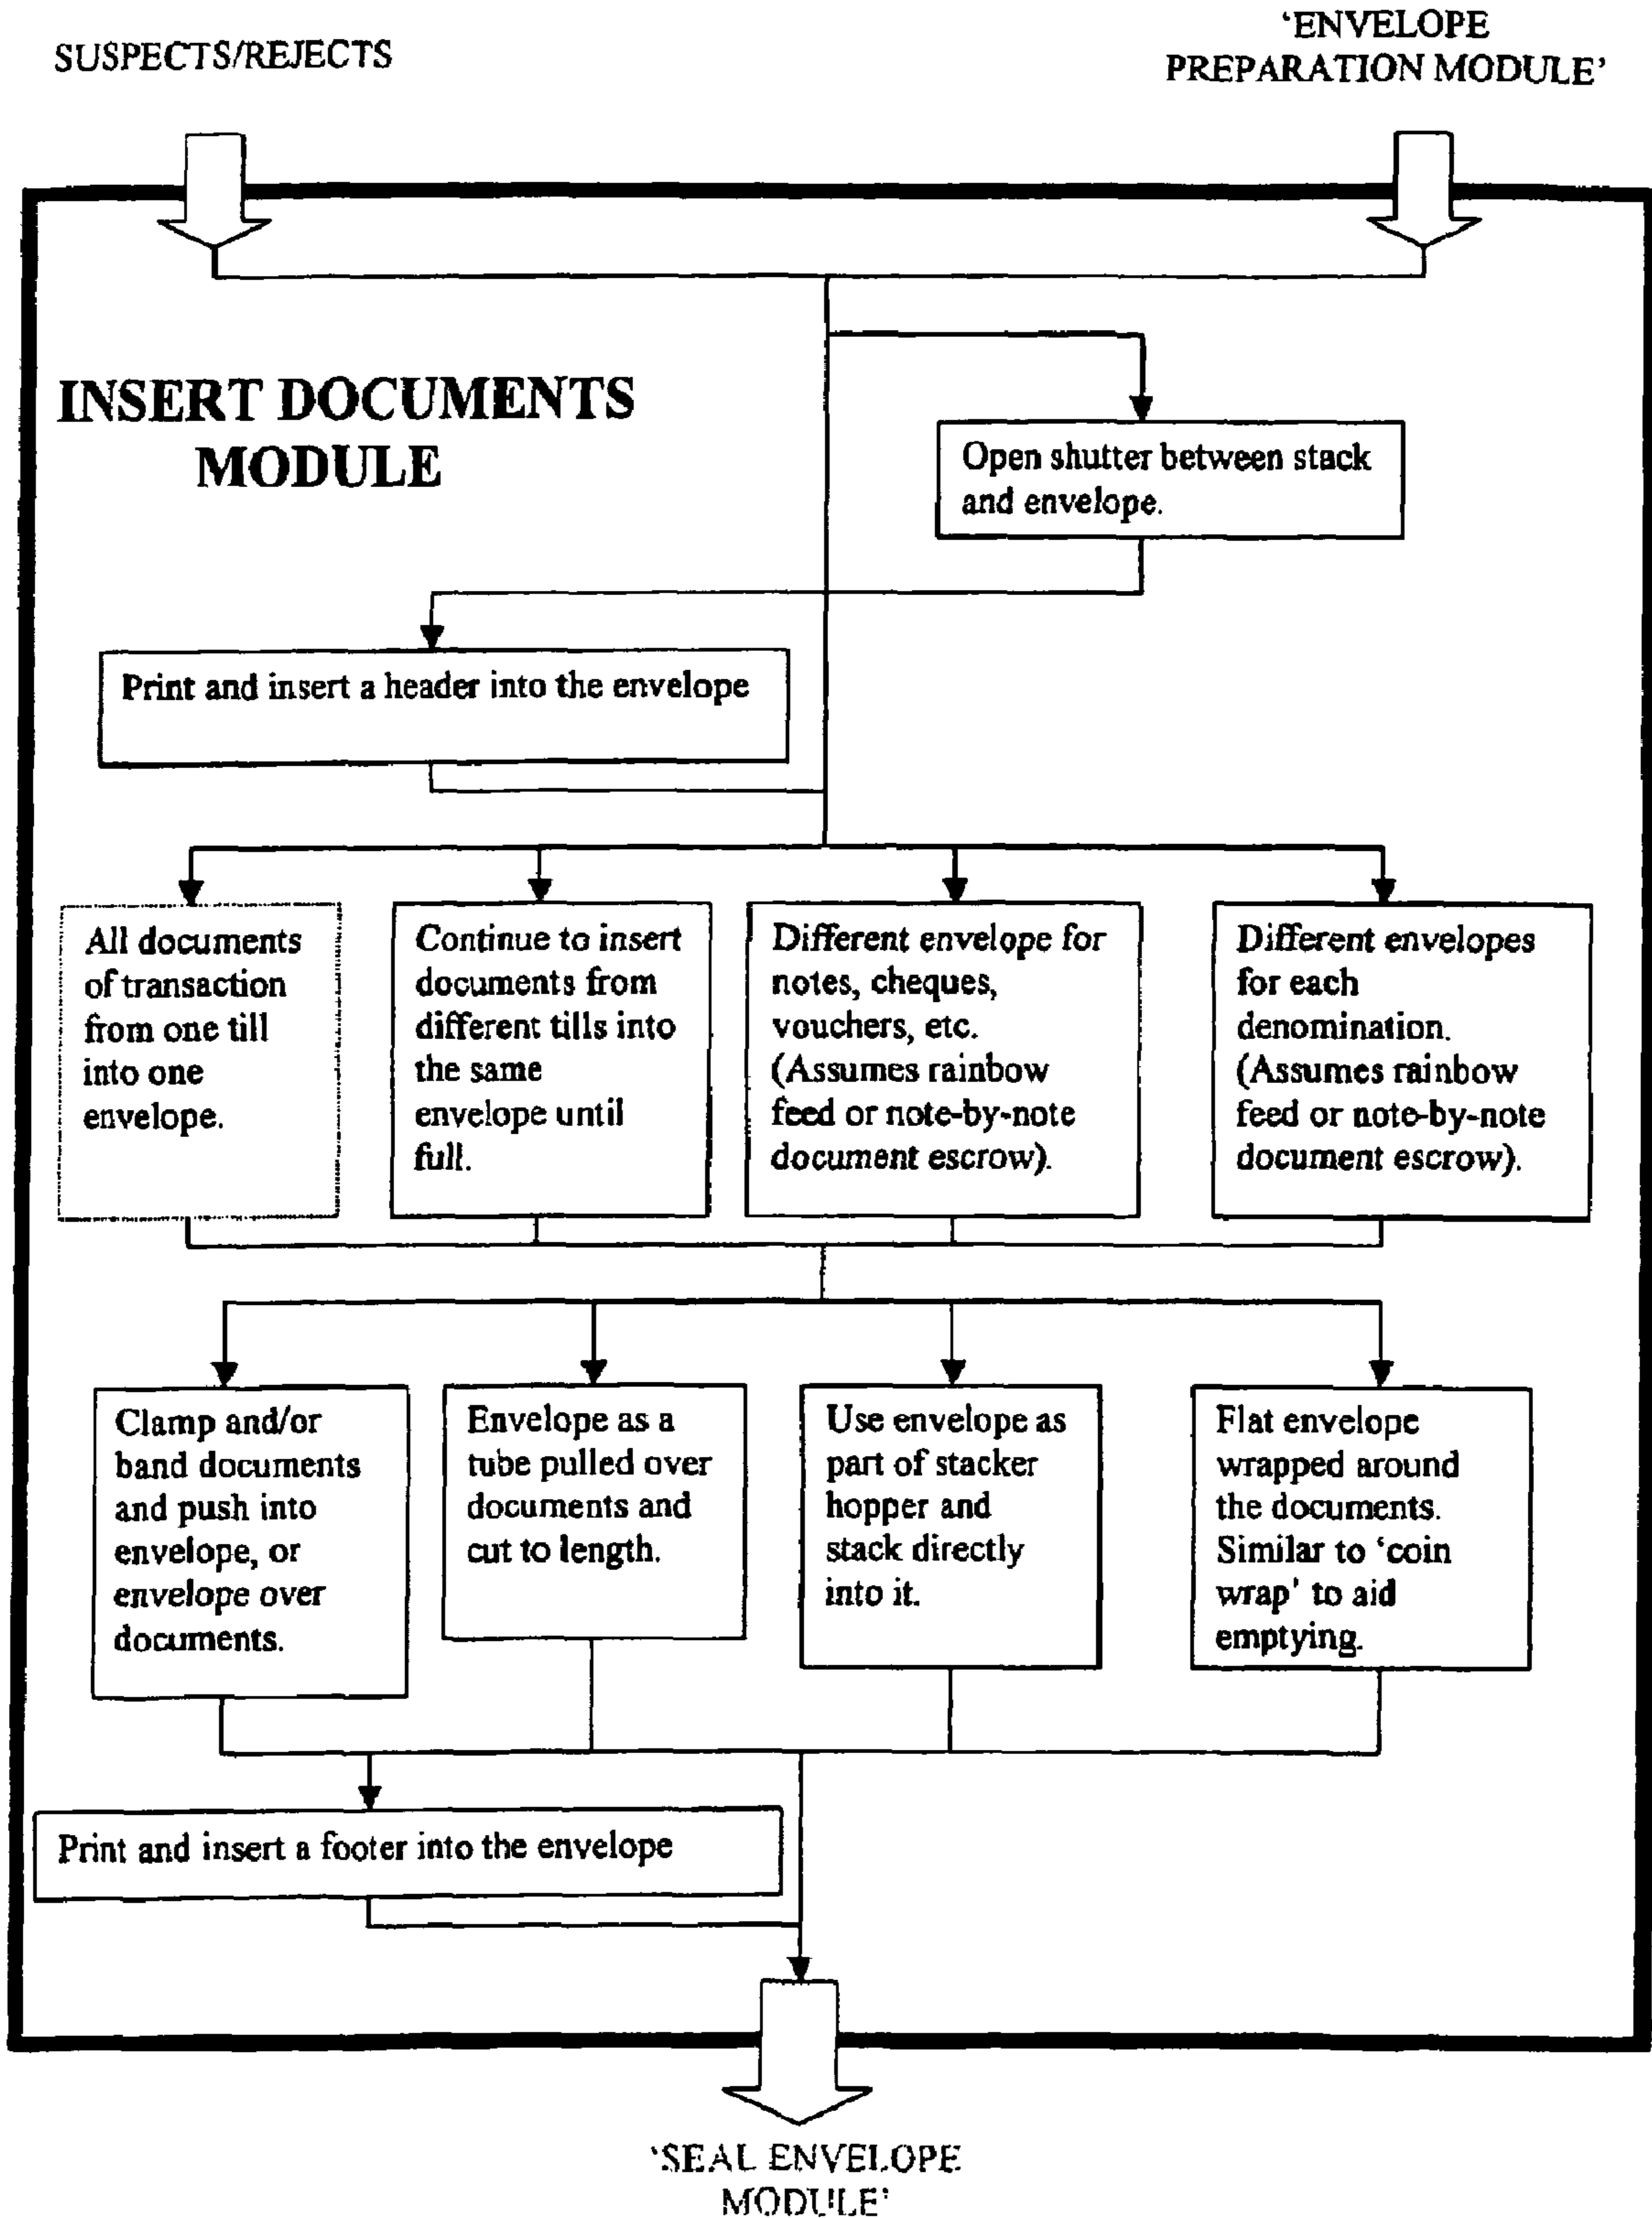 SUSPECTS/REJECTS
‘ENVELOPE
PREPARATION MODULE’
INSERT DOCUMENTS
MODULE
Open shutter between stack
and envelope.
Print and insert a header into the envelope
All documents
of transaction
from one till
into one
envelope.
Continue to insert
documents from
different tills into
the same
envelope until
full.
Different envelope for
notes, cheques,
vouchers, etc.
(Assumes rainbow
feed or note-by-note
document escrow).
Different envelopes
for each
denomination.
(Assumes rainbow
feed or note-by-note
document escrow).
Clamp and/or
band documents
and push into
envelope, or
envelope over
documents.
Envelope as a
tube pulled over
documents and
cut to length.
Use envelope as
part of stacker
hopper and
stack directly
into it.
Flat envelope
wrapped around
the documents.
Similar to ‘coin
wrap’ to aid
emptying.
Print and insert a footer into the envelope
‘SEAL ENVELOPE
MODULE’